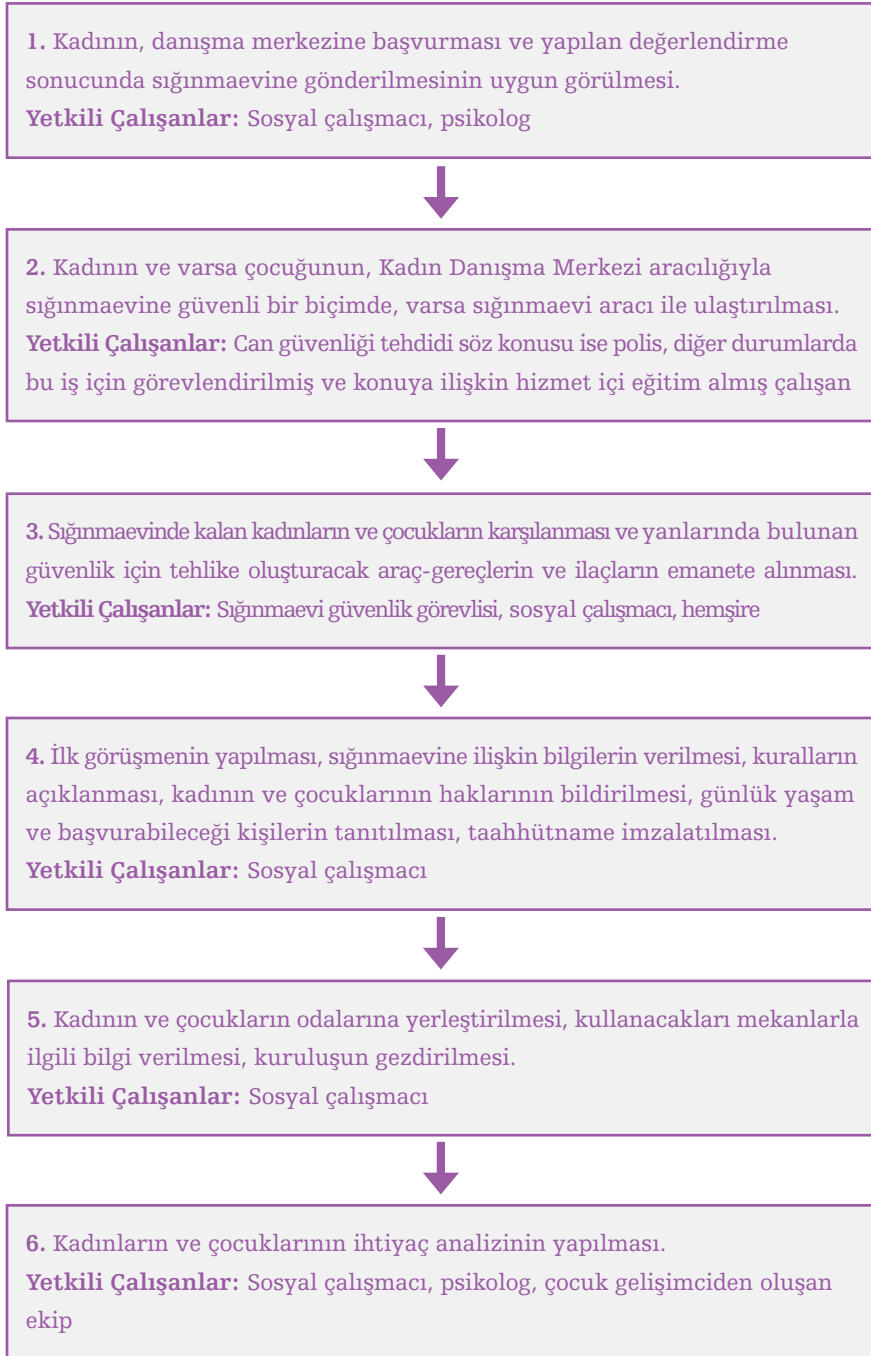 1. Kadının, danışma merkezine başvurması ve yapılan değerlendirme
sonucunda sığınmaevine gönderilmesinin uygun görülmesi.
Yetkili Çalışanlar: Sosyal çalışmacı, psikolog
2. Kadının ve varsa çocuğunun, Kadın Danışma Merkezi aracılığıyla
sığınmaevine güvenli bir biçimde, varsa sığınmaevi aracı ile ulaştırılması.
Yetkili Çalışanlar: Can güvenliği tehdidi söz konusu ise polis, diğer durumlarda
bu iş için görevlendirilmiş ve konuya ilişkin hizmet içi eğitim almış çalışan
3. Sığınmaevinde kalan kadınların ve çocukların karşılanması ve yanlarında bulunan
güvenlik için tehlike oluşturacak araç-gereçlerin ve ilaçların emanete alınması.
Yetkili Çalışanlar: Sığınmaevi güvenlik görevlisi, sosyal çalışmacı, hemşire
4. İlk görüşmenin yapılması, sığınmaevine ilişkin bilgilerin verilmesi, kuralların
açıklanması, kadının ve çocuklarının haklarının bildirilmesi, günlük yaşam
ve başvurabileceği kişilerin tanıtılması, taahhütname imzalatılması.
Yetkili Çalışanlar: Sosyal çalışmacı
5. Kadının ve çocukların odalarına yerleştirilmesi, kullanacakları mekanlarla
ilgili bilgi verilmesi, kuruluşun gezdirilmesi.
Yetkili Çalışanlar: Sosyal çalışmacı
6. Kadınların ve çocuklarının ihtiyaç analizinin yapılması.
Yetkili Çalışanlar: Sosyal çalışmacı, psikolog, çocuk gelişimciden oluşan
ekip